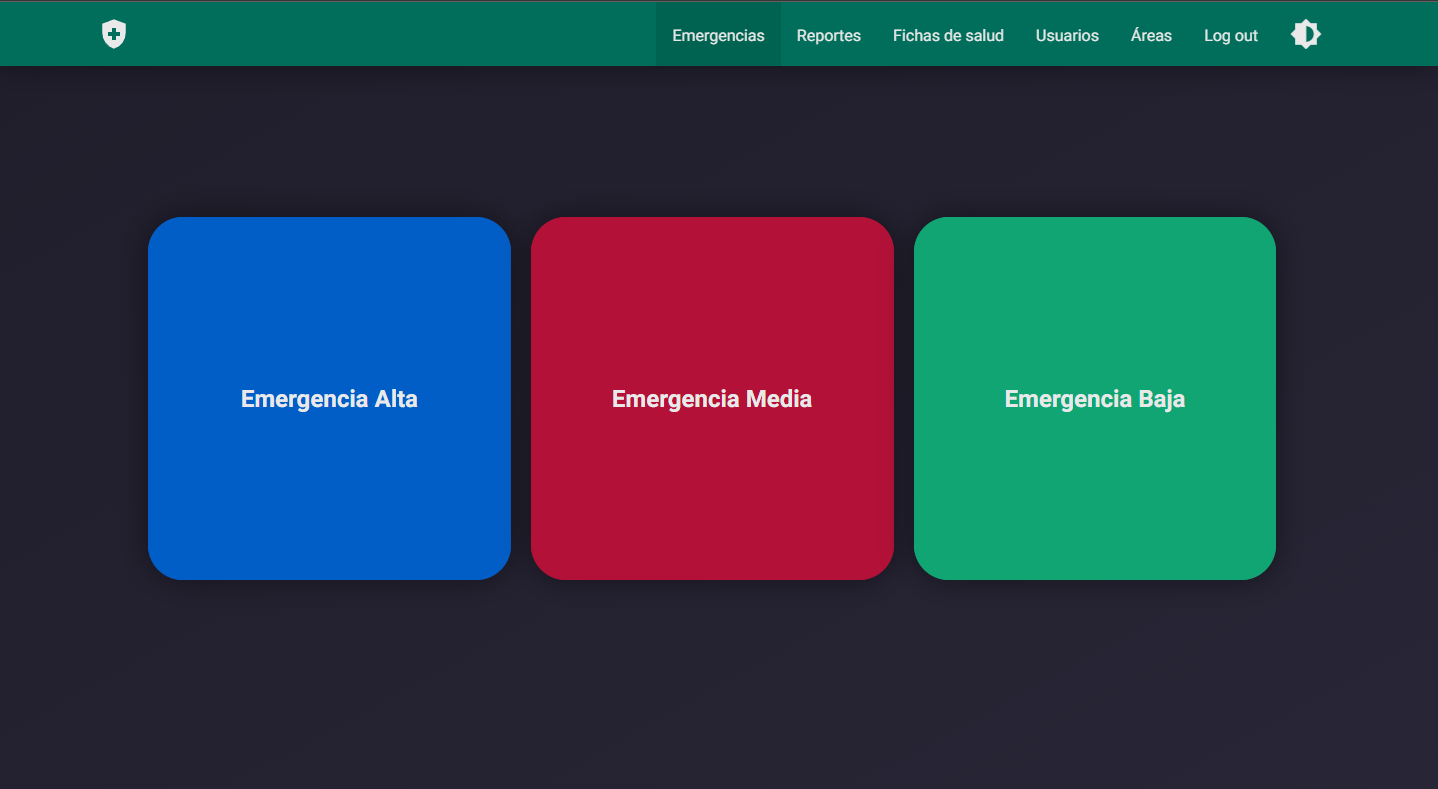 Emergencias Reportes Fichas de salud Usuarios Áreas Log out
Emergencia Alta Emergencia Media Emergencia Baja